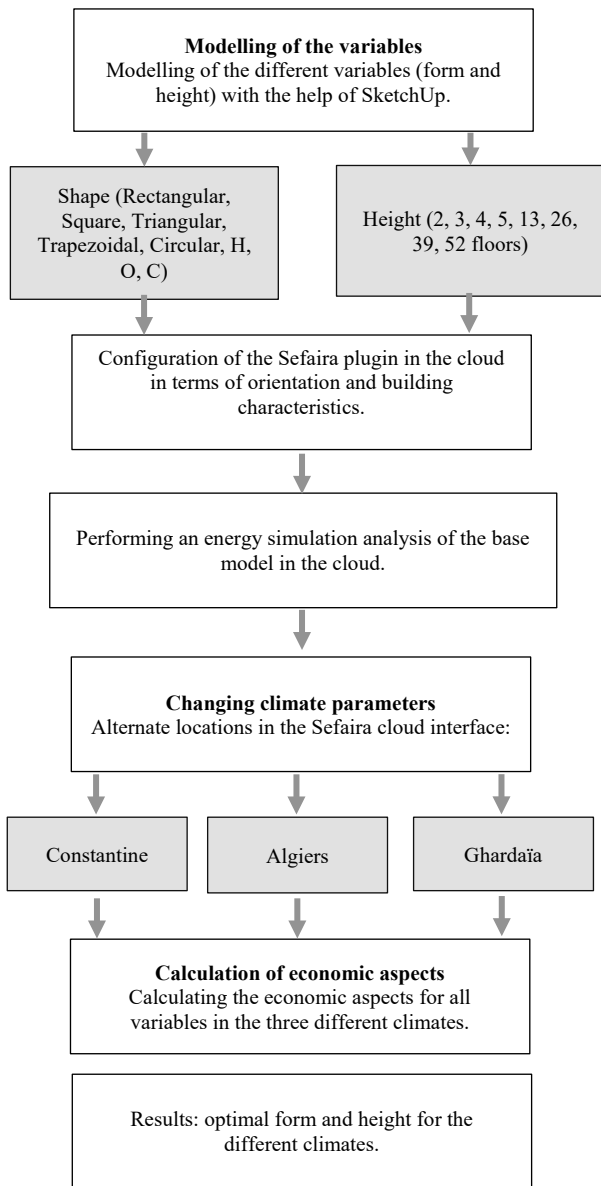 Modelling of the variables
Modelling of the different variables (form and
height) with the help of SketchUp.
Shape (Rectangular,
Square, Triangular,
Trapezoidal, Circular, H,
O, C)
Height (2, 3, 4, 5, 13, 26,
39, 52 floors)
Configuration of the Sefaira plugin in the cloud
in terms of orientation and building
characteristics.
Performing an energy simulation analysis of the base
model in the cloud.
Changing climate parameters
Alternate locations in the Sefaira cloud interface:
Constantine
Algiers
Ghardaïa
Calculation of economic aspects
Calculating the economic aspects for all
variables in the three different climates.
Results: optimal form and height for the
different climates.